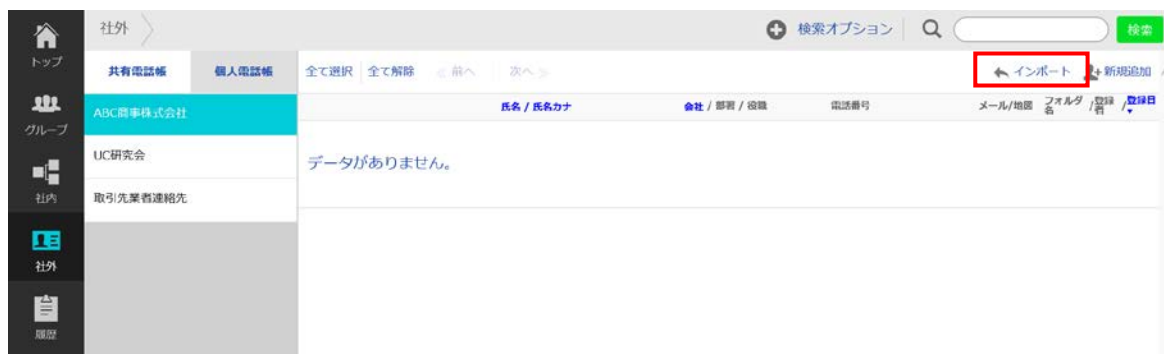 社外
検索オプション
検索
トップ
グループ
社内
社外
履歴
共有電話帳 個人電話帳
ABC商事株式会社
UC研究会
取引先業者連絡先
全て選択 全て解除 ≪前へ 次へ≫
インポート 新規追加
氏名 / 氏名カナ 会社 / 部署 / 役職 電話番号 メール/地図 フォルダ名 /登録者 /登録日▼
データがありません。